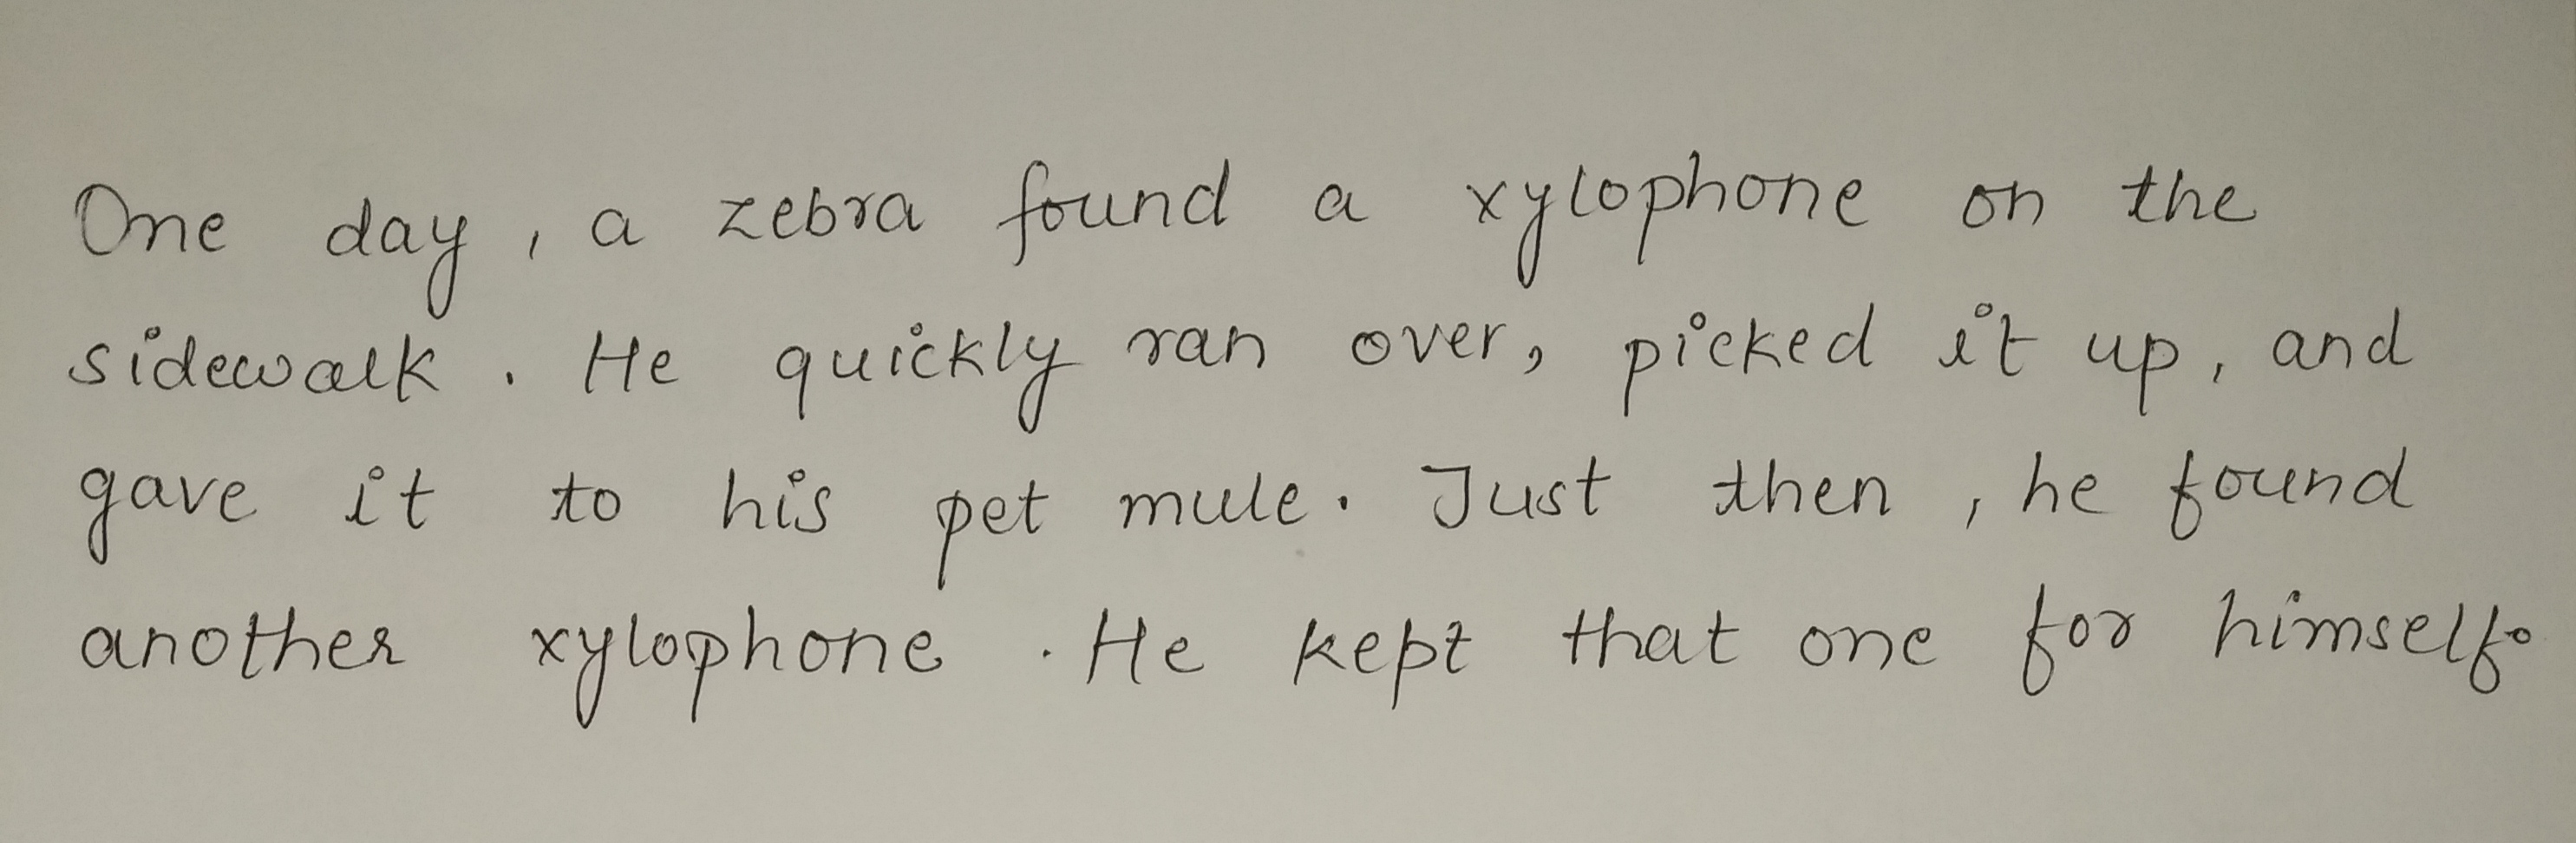 One day, a zebra found a xylophone on the
sidewalk. He quickly ran over, picked it up, and
gave it to his pet mule. Just then, he found
another xylophone. He kept that one for himself.